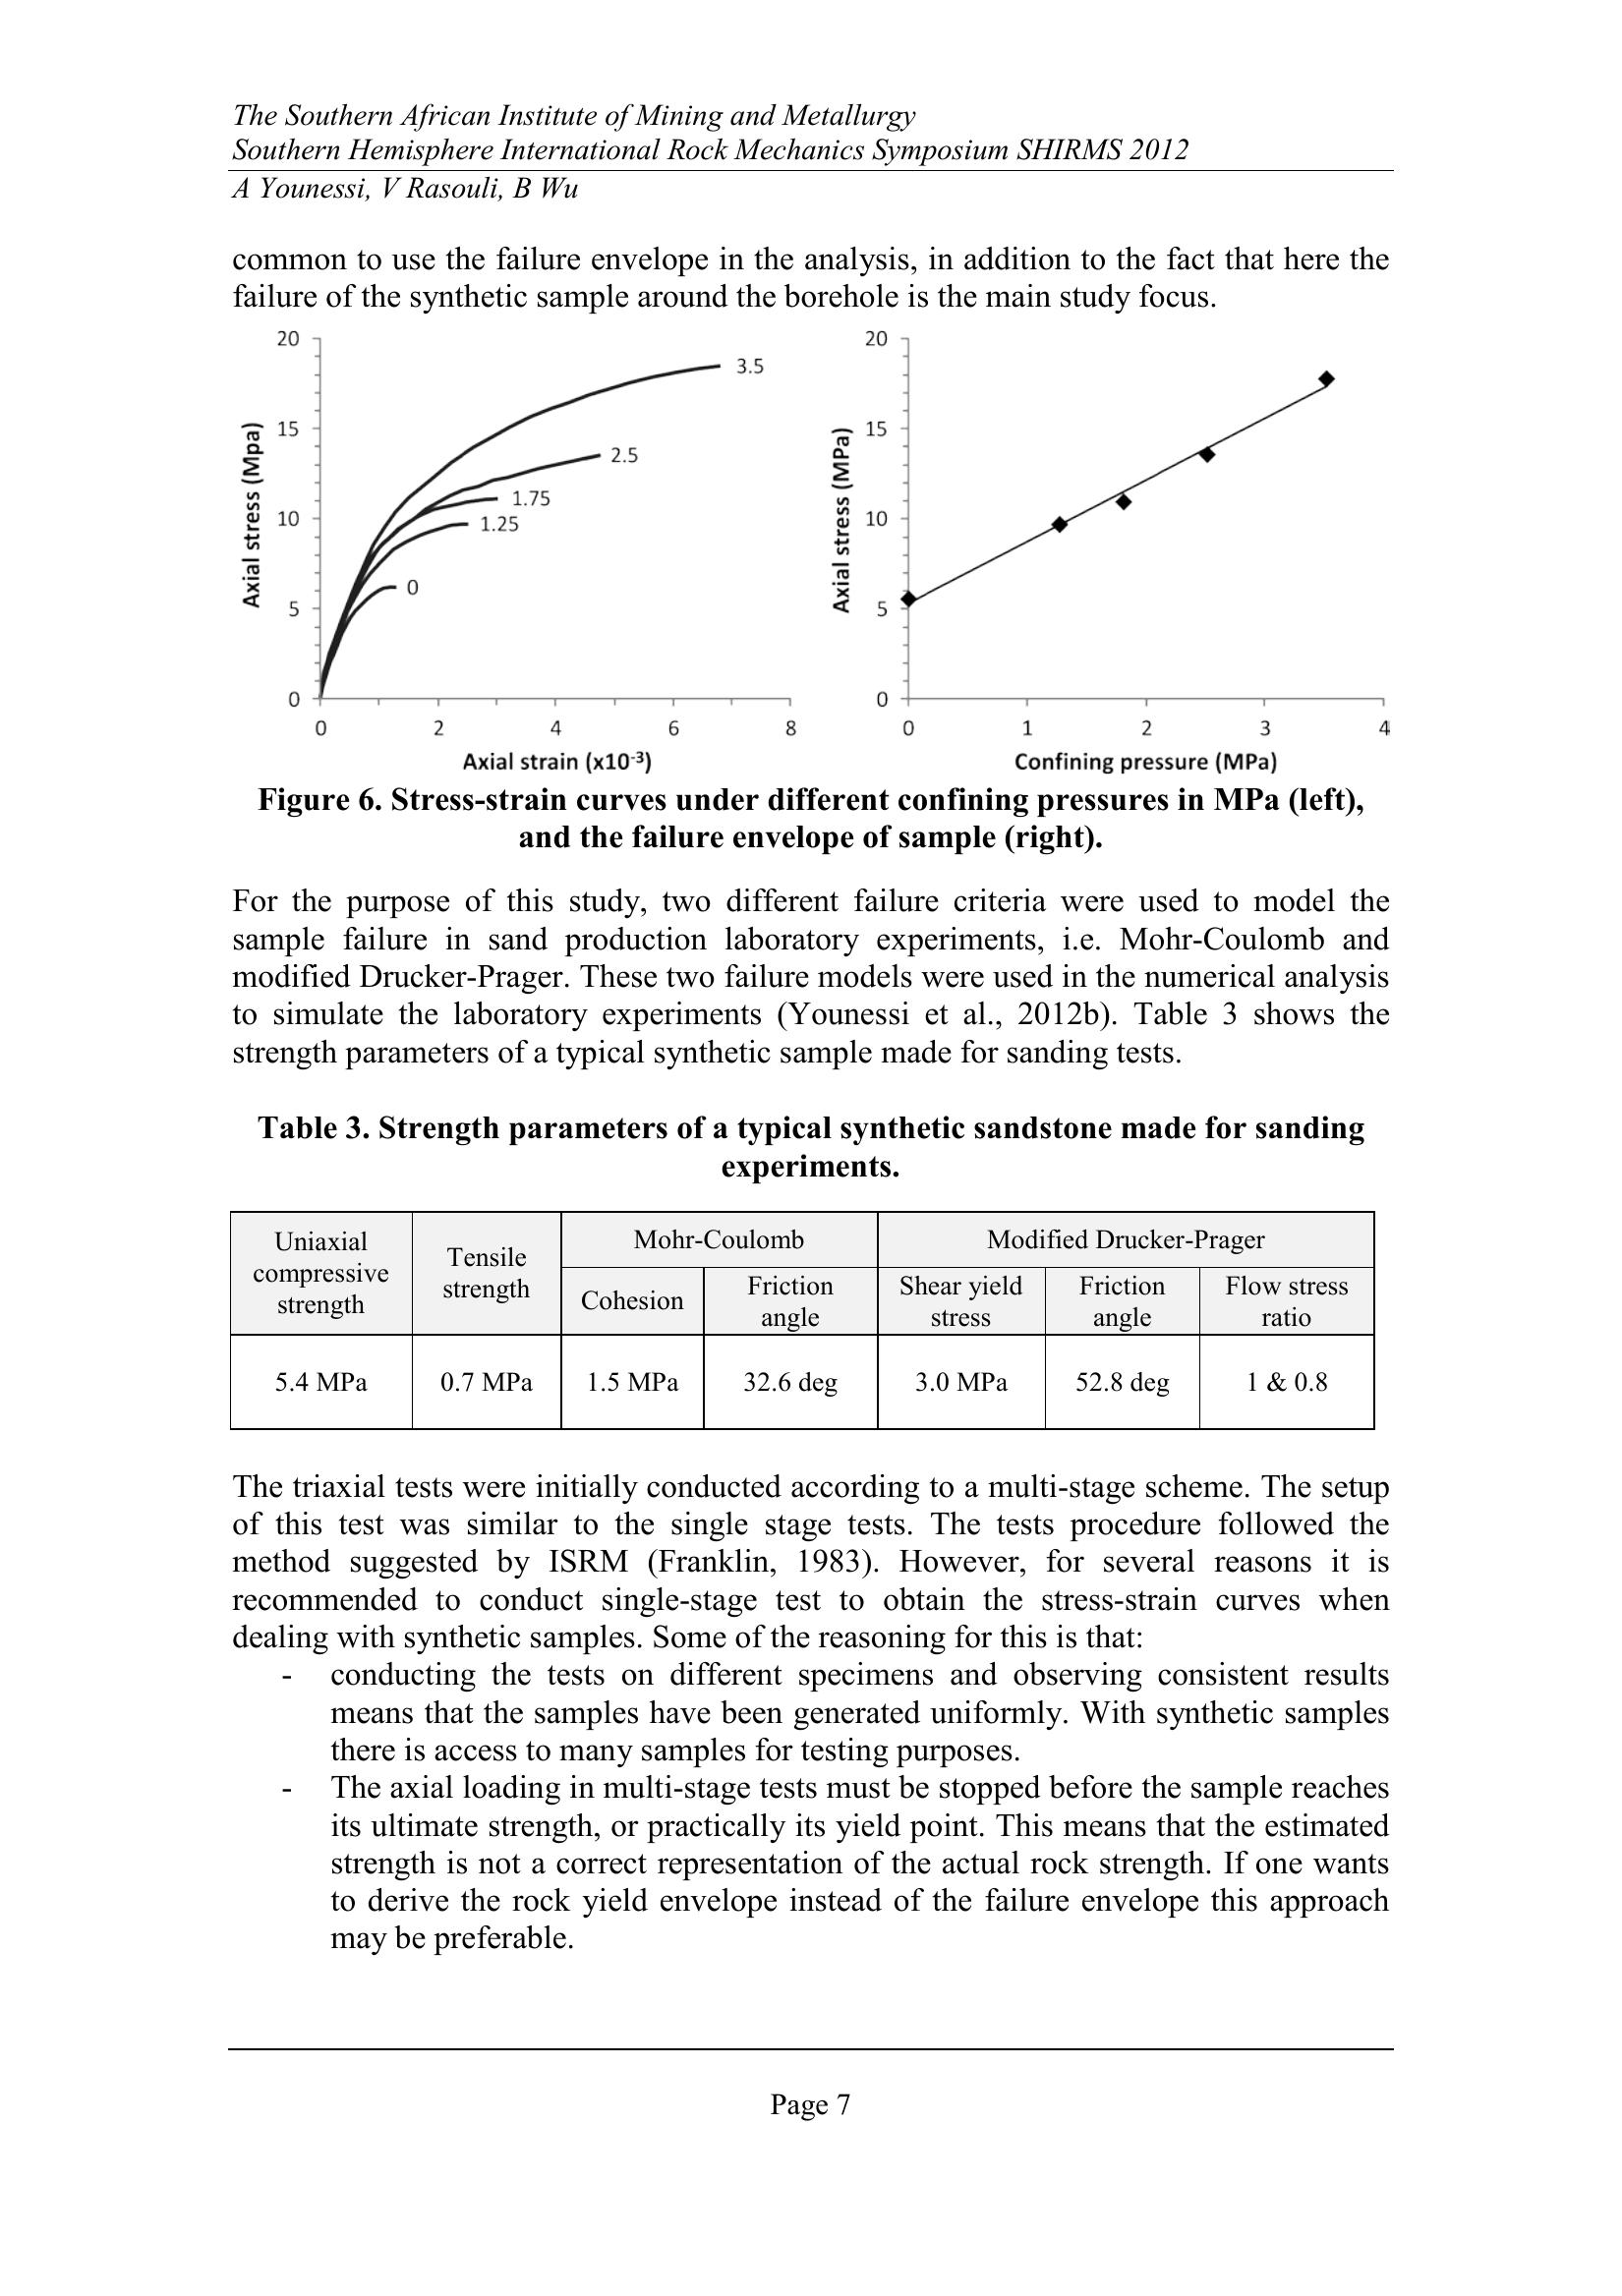 The Southern African Institute of Mining and Metallurgy
Southern Hemisphere International Rock Mechanics Symposium SHIRMS 2012
A Younessi, V Rasouli, B Wu
common to use the failure envelope in the analysis, in addition to the fact that here the
failure of the synthetic sample around the borehole is the main study focus.
20
15
10
5
0
Axial stress (Mpa)
3.5
2.5
1.75
1.25
0
0 2 4 6 8
Axial strain (x10-3)
20
15
10
5
0
Axial stress (MPa)
0 1 2 3 4
Confining pressure (MPa)
Figure 6. Stress-strain curves under different confining pressures in MPa (left),
and the failure envelope of sample (right).
For the purpose of this study, two different failure criteria were used to model the
sample failure in sand production laboratory experiments, i.e. Mohr-Coulomb and
modified Drucker-Prager. These two failure models were used in the numerical analysis
to simulate the laboratory experiments (Younessi et al., 2012b). Table 3 shows the
strength parameters of a typical synthetic sample made for sanding tests.
Table 3. Strength parameters of a typical synthetic sandstone made for sanding
experiments.
Uniaxial
compressive
strength
Tensile
strength
Mohr-Coulomb
Modified Drucker-Prager
Cohesion
Friction
angle
Shear yield
stress
Friction
angle
Flow stress
ratio
5.4 MPa 0.7 MPa 1.5 MPa 32.6 deg 3.0 MPa 52.8 deg 1 & 0.8
The triaxial tests were initially conducted according to a multi-stage scheme. The setup
of this test was similar to the single stage tests. The tests procedure followed the
method suggested by ISRM (Franklin, 1983). However, for several reasons it is
recommended to conduct single-stage test to obtain the stress-strain curves when
dealing with synthetic samples. Some of the reasoning for this is that:
- conducting the tests on different specimens and observing consistent results
means that the samples have been generated uniformly. With synthetic samples
there is access to many samples for testing purposes.
- The axial loading in multi-stage tests must be stopped before the sample reaches
its ultimate strength, or practically its yield point. This means that the estimated
strength is not a correct representation of the actual rock strength. If one wants
to derive the rock yield envelope instead of the failure envelope this approach
may be preferable.
Page 7